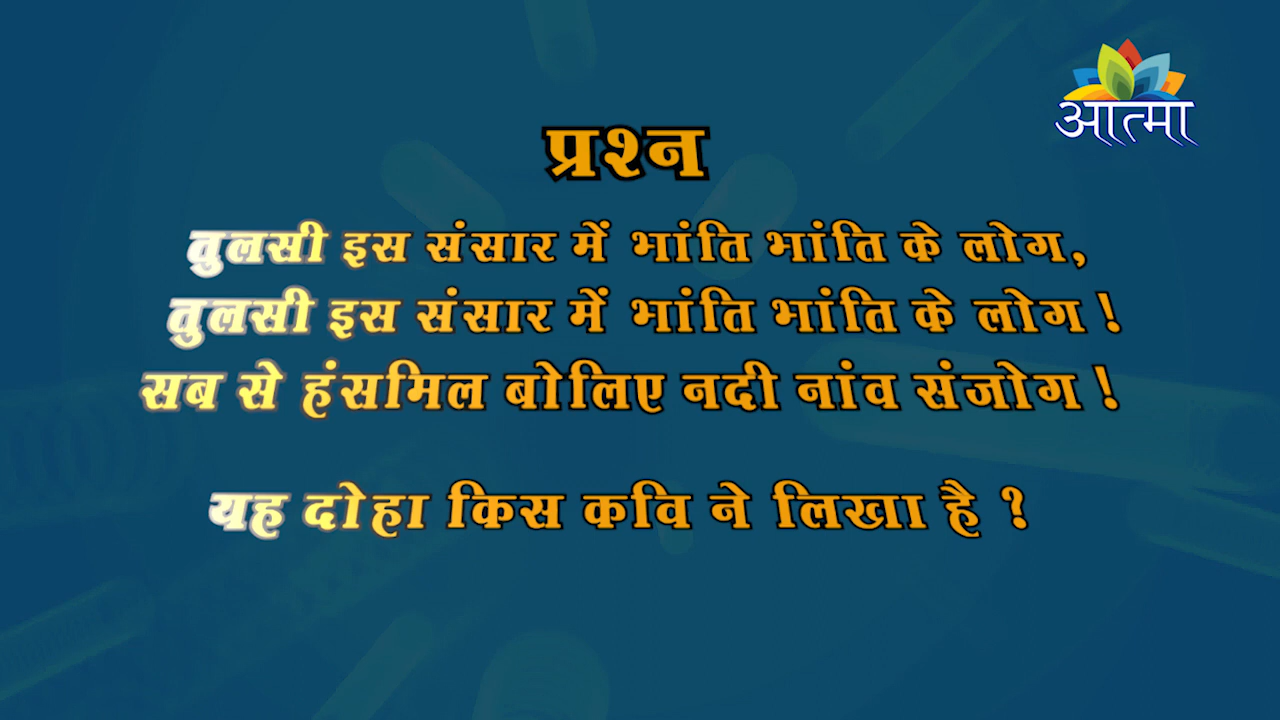 आत्मा
प्रश्न
तुलसी इस संसार में भांति भांति के लोग,
तुलसी इस संसार में भांति भांति के लोग !
सब से हंसमिल बोलिए नदी नांव संजोग !
यह दोहा किस कवि ने लिखा है ?